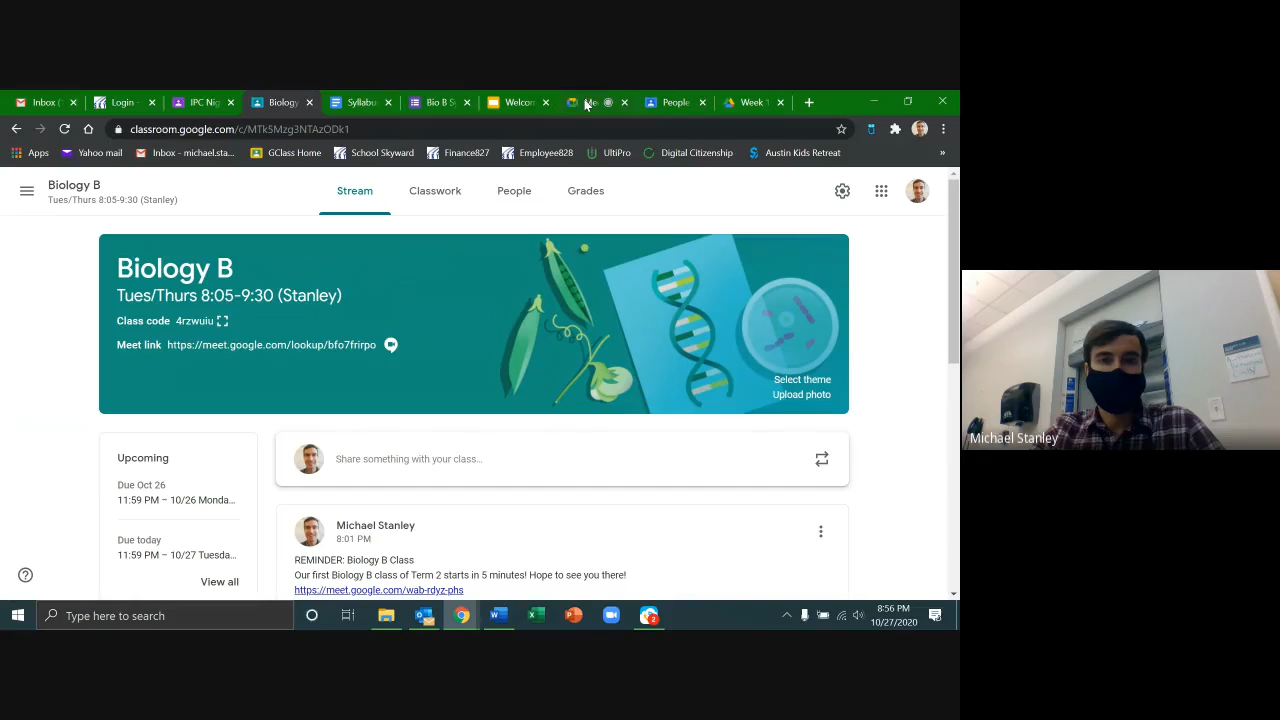 Inbox (
Login -
IPC Nig
Biology
Syllabu
Bio B Sy
Welcom
Me
People
Week 1
classroom.google.com/c/MTk5Mzg3NTAzODk1
Apps
Yahoo mail
Inbox - michael.sta...
GClass Home
School Skyward
Finance827
Employee828
UltiPro
Digital Citizenship
Austin Kids Retreat
»
Biology B
Tues/Thurs 8:05-9:30 (Stanley)
Stream
Classwork
People
Grades
Biology B
Tues/Thurs 8:05-9:30 (Stanley)
Class code 4rzwuiu
Meet link https://meet.google.com/lookup/bfo7frirpo
Select theme
Upload photo
Upcoming
Due Oct 26
11:59 PM – 10/26 Monda...
Due today
11:59 PM – 10/27 Tuesda...
View all
Share something with your class...
Michael Stanley
8:01 PM
REMINDER: Biology B Class
Our first Biology B class of Term 2 starts in 5 minutes! Hope to see you there!
https://meet.google.com/wab-rdyz-phs
Michael Stanley
Type here to search
2
8:56 PM
10/27/2020